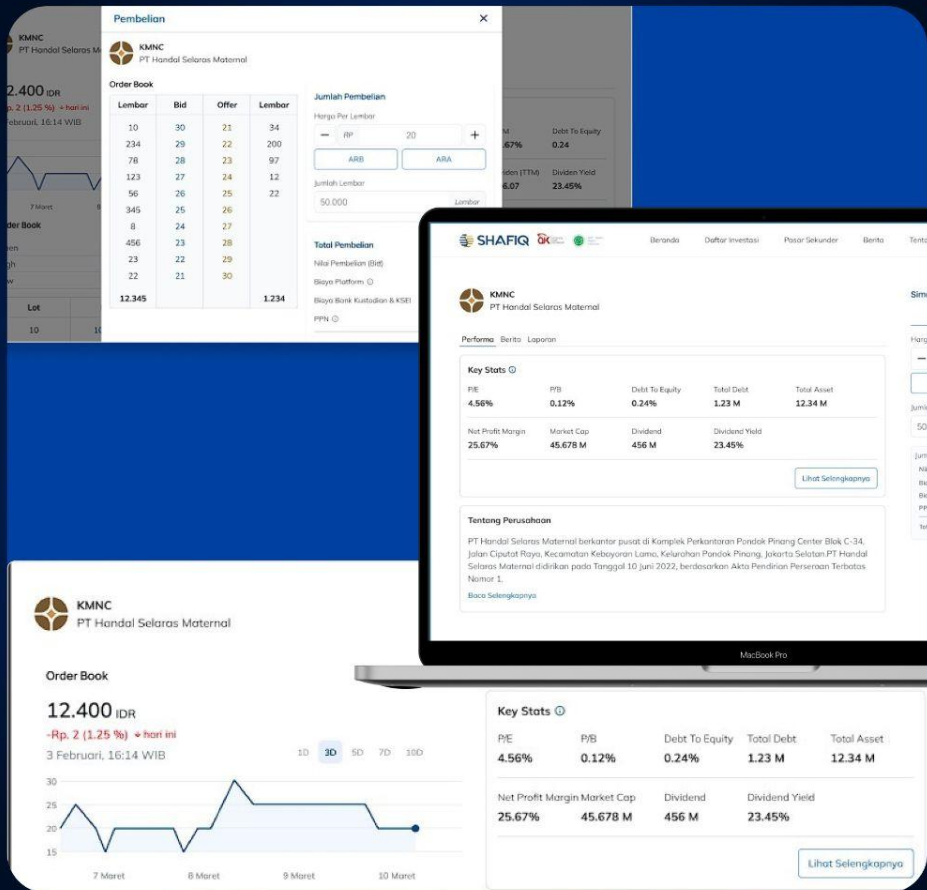 Pembelian
KMNC
PT Handal Selaras Maternal
Order Book
Lembar Bid Offer Lembar
10 30 21 34
234 29 22 200
78 28 23 97
123 27 24 12
56 26 25 22
345 25 26
8 24 27
456 23 28
23 22 29
22 21 30
12.345 1.234
Jumlah Pembelian
Harga Per Lembar
− RP 20 +
ARB ARA
Jumlah Lembar
50.000 Lembar
Total Pembelian
Nilai Pembelian (Bid)
Biaya Platform
Biaya Bank Kustodian & KSEI
PPN
KMNC
PT Handal Selaras M
2.400 IDR
p. 2 (1.25 %) hari ini
ebruari, 16:14 WIB
7 Maret
der Book
Lot
10
Debt To Equity
.67% 0.24
iden (TTM) Dividen Yield
6.07 23.45%
SHAFIQ
Beranda Daftar Investasi Pasar Sekunder Berita Tenta
KMNC
PT Handal Selaras Maternal
Performa Berita Laporan
Key Stats
P/E P/B Debt To Equity Total Debt Total Asset
4.56% 0.12% 0.24% 1.23 M 12.34 M
Net Profit Margin Market Cap Dividend Dividend Yield
25.67% 45.678 M 456 M 23.45%
Lihat Selengkapnya
Tentang Perusahaan
PT Handal Selaras Maternal berkantor pusat di Komplek Perkantoran Pondok Pinang Center Blok C-34,
Jalan Ciputat Raya, Kecamatan Keboyoran Lama, Kelurahan Pondok Pinang, Jakarta Selatan.PT Handal
Selaras Maternal didirikan pada Tanggal 10 Juni 2022, berdasarkan Akta Pendirian Perseroan Terbatas
Nomor 1.
Baca Selengkapnya
MacBook Pro
KMNC
PT Handal Selaras Maternal
Order Book
12.400 IDR
-Rp. 2 (1.25 %) hari ini
3 Februari, 16:14 WIB
1D 3D 5D 7D 10D
30
25
20
15
7 Maret 8 Maret 9 Maret 10 Maret
Key Stats
P/E P/B Debt To Equity Total Debt Total Asset
4.56% 0.12% 0.24% 1.23 M 12.34 M
Net Profit Margin Market Cap Dividend Dividend Yield
25.67% 45.678 M 456 M 23.45%
Lihat Selengkapnya